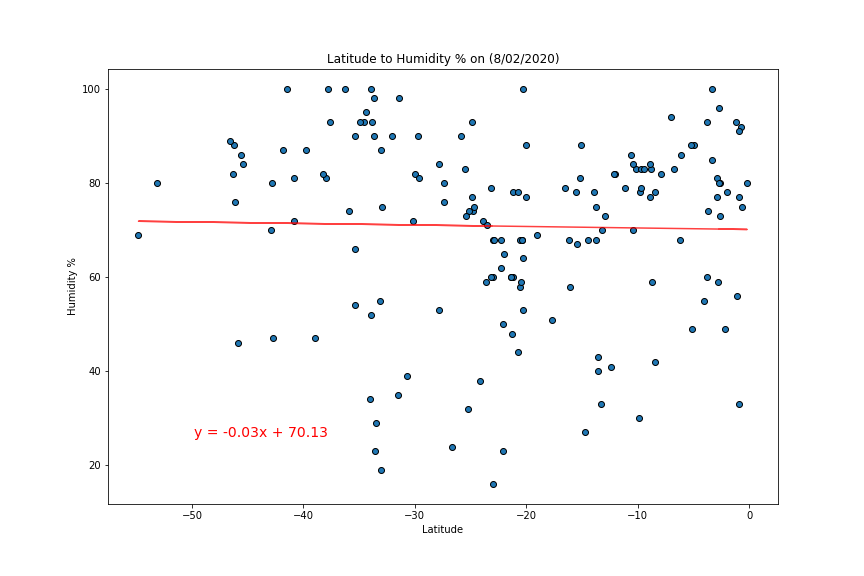 Latitude to Humidity % on (8/02/2020)
100
80
60
40
20
Humidity %
y = -0.03x + 70.13
−50
−40
−30
−20
−10
0
Latitude